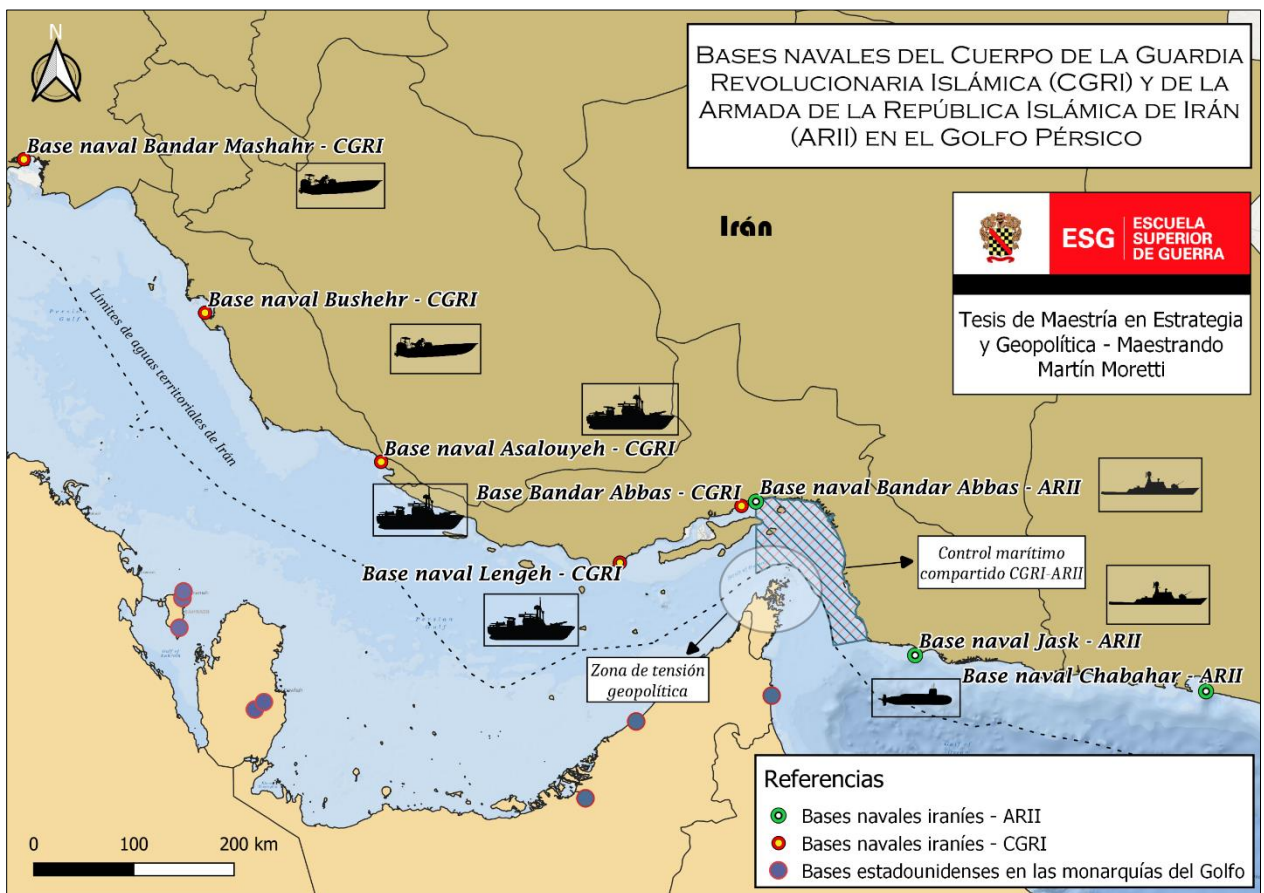 N
BASES NAVALES DEL CUERPO DE LA GUARDIA
REVOLUCIONARIA ISLÁMICA (CGRI) Y DE LA
ARMADA DE LA REPÚBLICA ISLÁMICA DE IRÁN
(ARII) EN EL GOLFO PÉRSICO
Base naval Bandar Mashahr - CGRI
Irán
ESG
ESCUELA
SUPERIOR
DE GUERRA
Tesis de Maestría en Estrategia
y Geopolítica - Maestrando
Martín Moretti
Base naval Bushehr - CGRI
Persian
Gulf
Límites de aguas territoriales de Irán
Base naval Asalouyeh - CGRI
Base Bandar Abbas - CGRI
Base naval Bandar Abbas - ARII
Control marítimo
compartido CGRI-ARII
Base naval Lengeh - CGRI
Persian
Gulf
Zona de tensión
geopolítica
Base naval Jask - ARII
Base naval Chabahar - ARII
Referencias
Bases navales iraníes - ARII
Bases navales iraníes - CGRI
Bases estadounidenses en las monarquías del Golfo
0 100 200 km